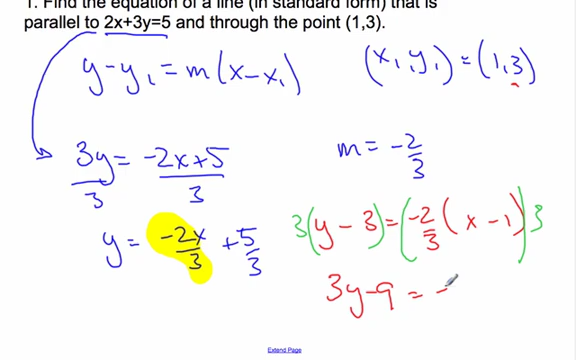 1. Find the equation of a line (in standard form) that is
parallel to 2x+3y=5 and through the point (1,3).
y-y₁=m(x-x₁)
(x₁,y₁)=(1,3)
3y/3=(-2x+5)/3
m=-2/3
y=-2x/3+5/3
3(y-3)=(-2/3(x-1))3
3y-9=-
Extend Page